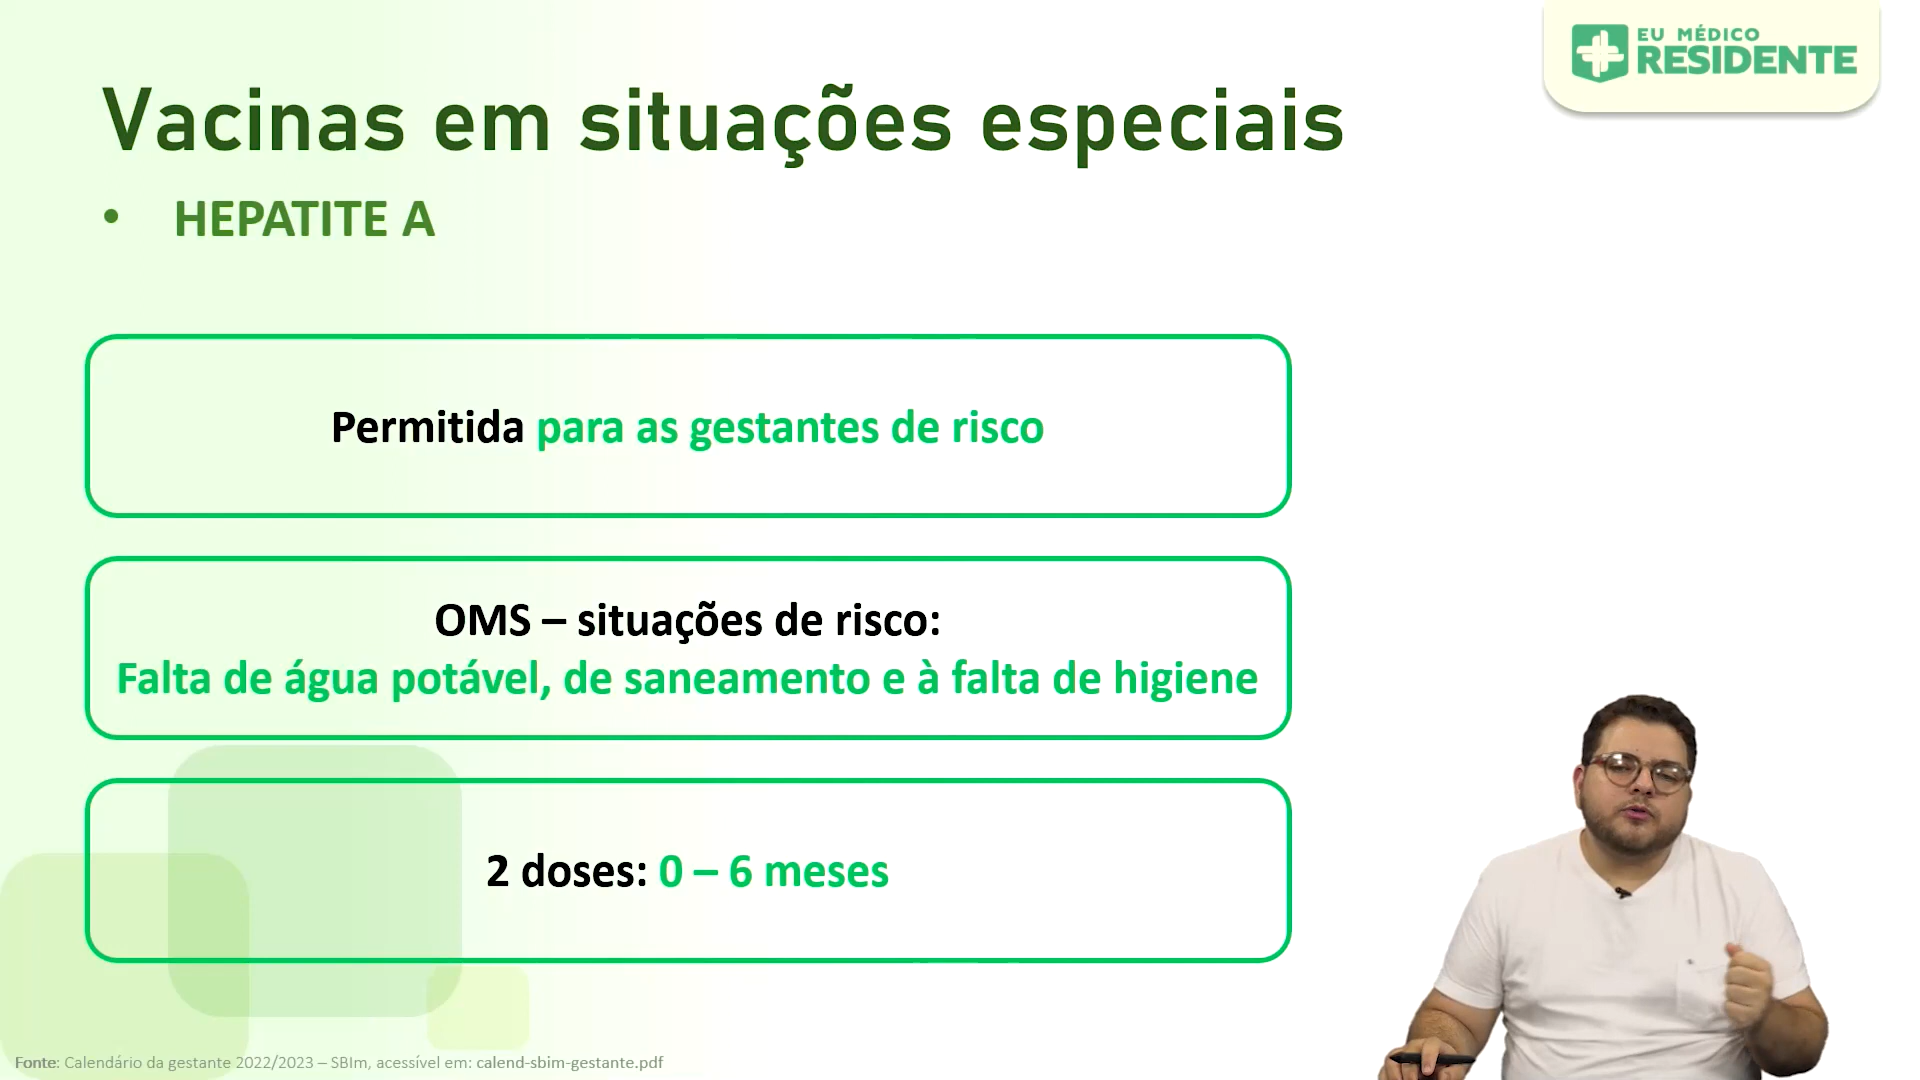 EU MÉDICO
RESIDENTE
Vacinas em situações especiais
• HEPATITE A
Permitida para as gestantes de risco
OMS – situações de risco:
Falta de água potável, de saneamento e à falta de higiene
2 doses: 0 – 6 meses
Fonte: Calendário da gestante 2022/2023 – SBIm, acessível em: calend-sbim-gestante.pdf